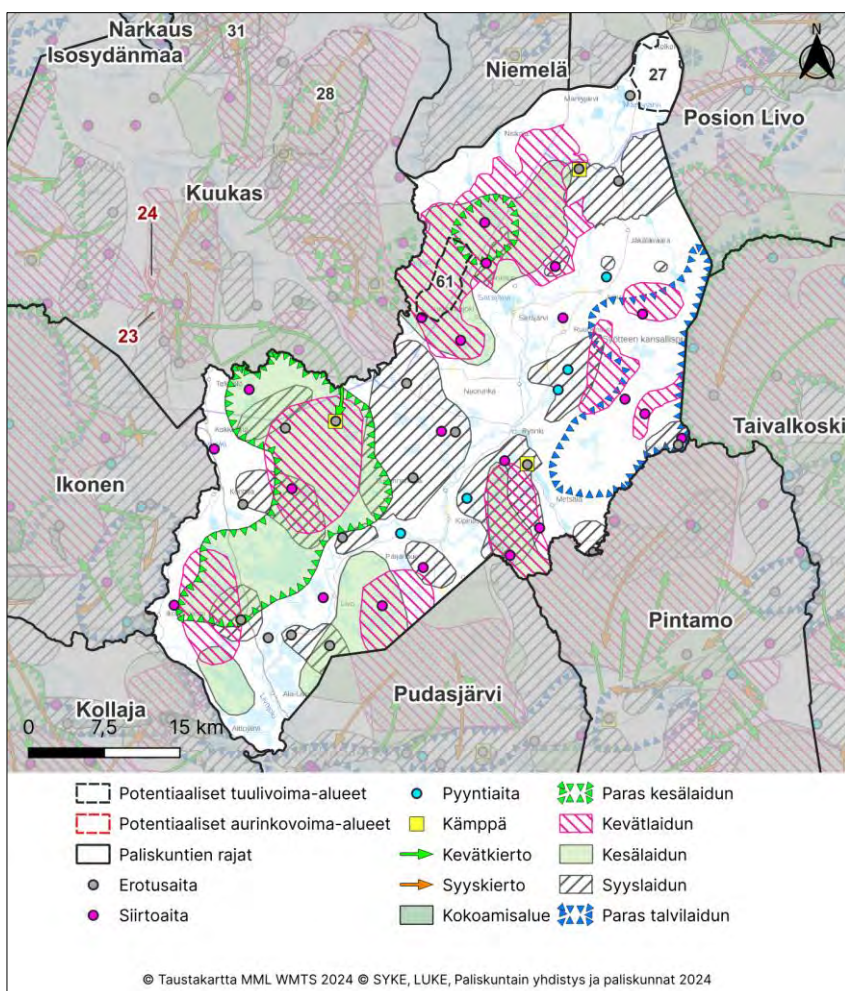 Narkaus
Isosydänmaa
31
N
28
Niemelä
27
Posion Livo
Kuukas
24
61
23
Taivalkoski
Ikonen
Pintamo
Kollaja
Pudasjärvi
0 7,5 15 km
Potentiaaliset tuulivoima-alueet
Potentiaaliset aurinkovoima-alueet
Paliskuntien rajat
Erotusaita
Siirtoaita
Pyyntiaita
Kämppä
Kevätkierto
Syyskierto
Kokoamisalue
Paras kesälaidun
Kevätlaidun
Kesälaidun
Syyslaidun
Paras talvilaidun
© Taustakartta MML WMTS 2024 © SYKE, LUKE, Paliskuntain yhdistys ja paliskunnat 2024